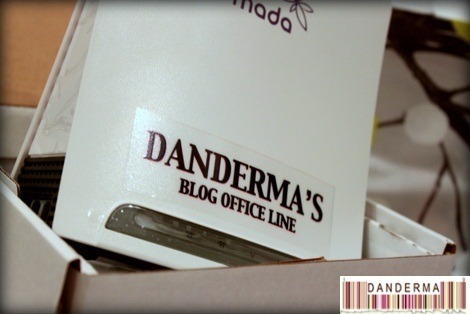 mada
DANDERMA'S
BLOG OFFICE LINE
DANDERMA